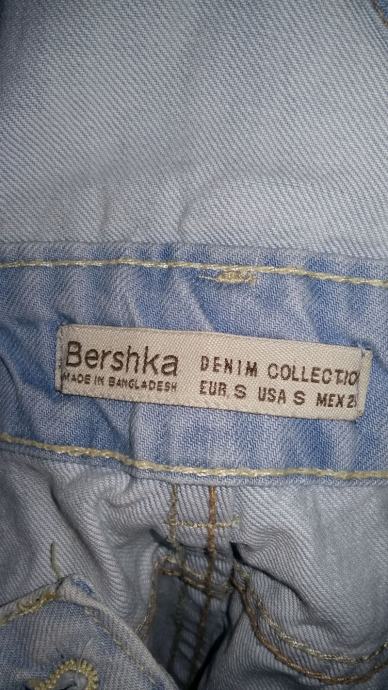 Bershka
MADE IN BANGLADESH
DENIM COLLECTIO
EUR S USA S MEX 2